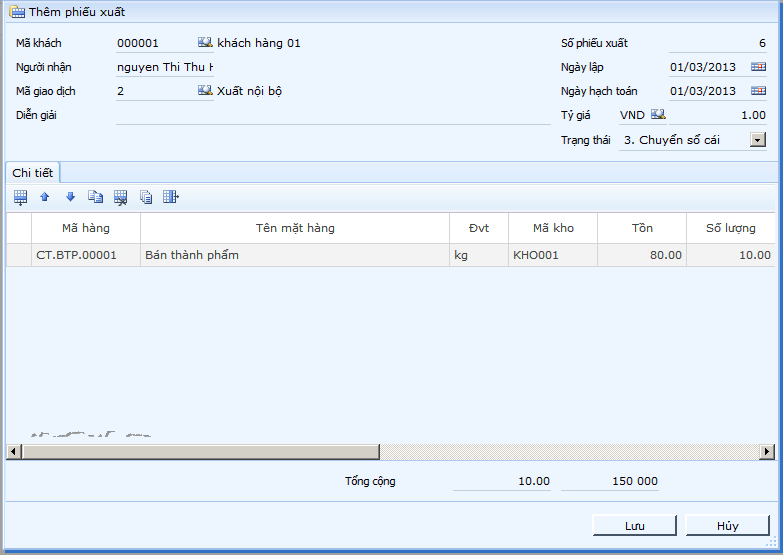 Thêm phiếu xuất
Mã khách 000001 khách hàng 01 Số phiếu xuất 6
Người nhận nguyen Thi Thu Ngày lập 01/03/2013
Mã giao dịch 2 Xuất nội bộ Ngày hạch toán 01/03/2013
Diễn giải Tỷ giá VND 1.00
Trạng thái 3. Chuyển sổ cái
Chi tiết
Mã hàng Tên mặt hàng Đvt Mã kho Tồn Số lượng
CT.BTP.00001 Bán thành phẩm kg KHO001 80.00 10.00
Tổng cộng 10.00 150 000
Lưu Hủy